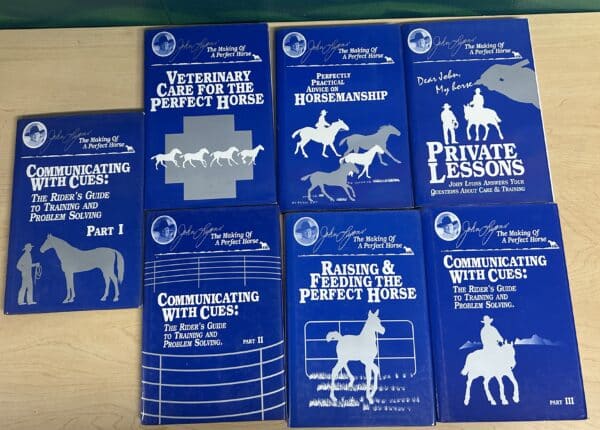 John Lyons
The Making Of
A Perfect Horse
VETERINARY
CARE FOR THE
PERFECT HORSE
John Lyons
The Making Of
A Perfect Horse
PERFECTLY
PRACTICAL
ADVICE ON
HORSEMANSHIP
John Lyons
The Making Of
A Perfect Horse
Dear John,
My horse
PRIVATE
LESSONS
JOHN LYONS ANSWERS YOUR
QUESTIONS ABOUT CARE & TRAINING
John Lyons
The Making Of
A Perfect Horse
COMMUNICATING
WITH CUES:
THE RIDER'S GUIDE
TO TRAINING AND
PROBLEM SOLVING
PART I
John Lyons
The Making Of
A Perfect Horse
COMMUNICATING
WITH CUES:
THE RIDER'S GUIDE
TO TRAINING AND
PROBLEM SOLVING.
PART II
John Lyons
The Making Of
A Perfect Horse
RAISING &
FEEDING THE
PERFECT HORSE
John Lyons
The Making Of
A Perfect Horse
COMMUNICATING
WITH CUES:
THE RIDER'S GUIDE
TO TRAINING AND
PROBLEM SOLVING.
PART III